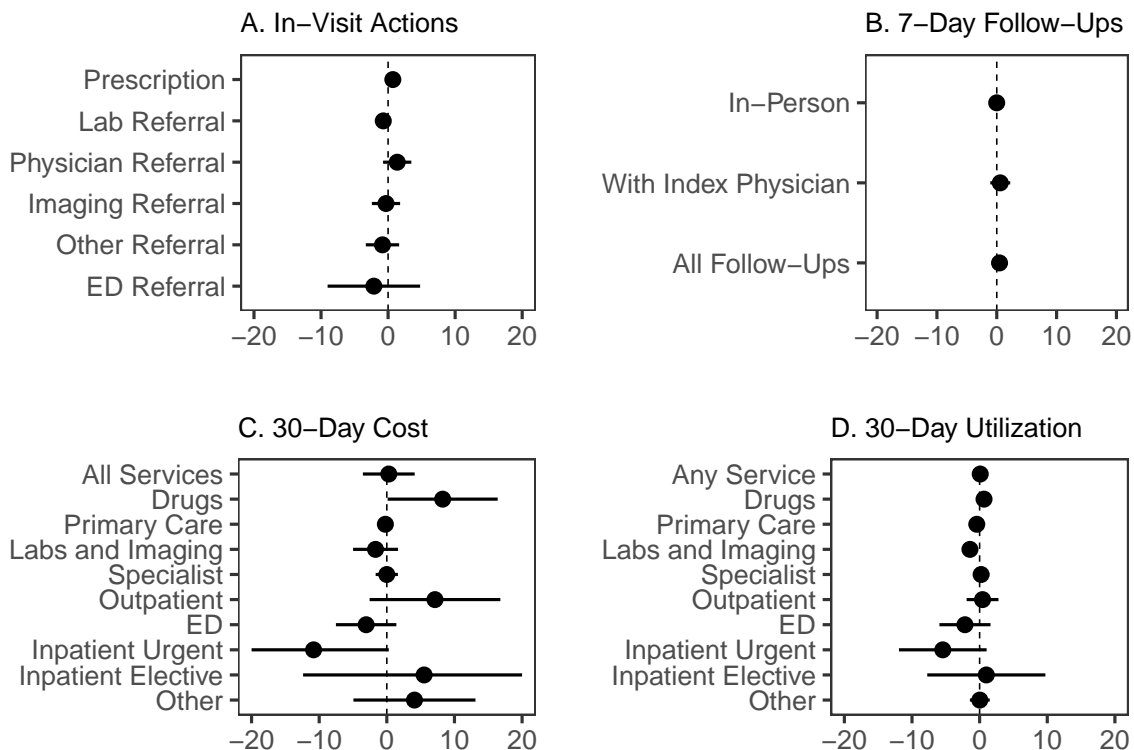 A. In−Visit Actions
Prescription
Lab Referral
Physician Referral
Imaging Referral
Other Referral
ED Referral
−20 −10 0 10 20
B. 7−Day Follow−Ups
In−Person
With Index Physician
All Follow−Ups
−20 −10 0 10 20
C. 30−Day Cost
All Services
Drugs
Primary Care
Labs and Imaging
Specialist
Outpatient
ED
Inpatient Urgent
Inpatient Elective
Other
−20 −10 0 10 20
D. 30−Day Utilization
Any Service
Drugs
Primary Care
Labs and Imaging
Specialist
Outpatient
ED
Inpatient Urgent
Inpatient Elective
Other
−20 −10 0 10 20